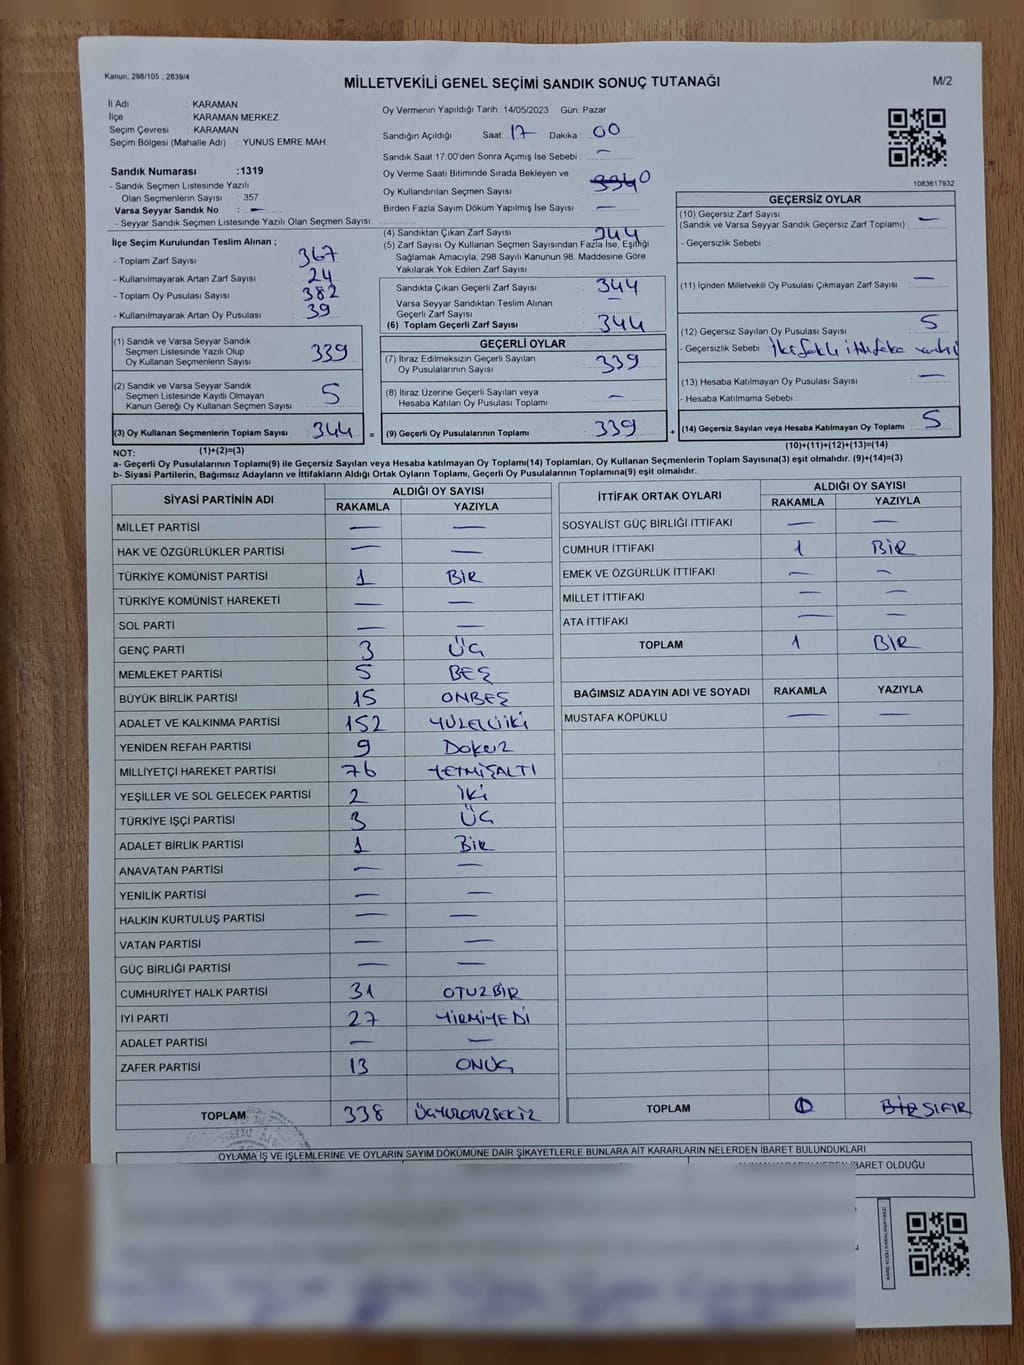 Kanun; 298/105 , 2839/4
MİLLETVEKİLİ GENEL SEÇİMİ SANDIK SONUÇ TUTANAĞI
M/2
İl Adı : KARAMAN
İlçe : KARAMAN MERKEZ
Seçim Çevresi : KARAMAN
Seçim Bölgesi (Mahalle Adı) : YUNUS EMRE MAH.
Oy Vermenin Yapıldığı Tarih :14/05/2023 Gün: Pazar
Sandığın Açıldığı Saat: 17 Dakika : 00
Sandık Saat 17:00'den Sonra Açımış İse Sebebi : —
Oy Verme Saati Bitiminde Sırada Bekleyen ve
Oy Kullandırılan Seçmen Sayısı : 0
Birden Fazla Sayım Döküm Yapılmış İse Sayısı : —
1083617932
Sandık Numarası :1319
- Sandık Seçmen Listesinde Yazılı
Olan Seçmenlerin Sayısı : 357
Varsa Seyyar Sandık No : —
- Seyyar Sandık Seçmen Listesinde Yazılı Olan Seçmen Sayısı:
İlçe Seçim Kurulundan Teslim Alınan ;
- Toplam Zarf Sayısı : 367
- Kullanılmayarak Artan Zarf Sayısı : 24
- Toplam Oy Pusulası Sayısı : 382
- Kullanılmayarak Artan Oy Pusulası : 39
(4) Sandıktan Çıkan Zarf Sayısı : 344
(5) Zarf Sayısı Oy Kullanan Seçmen Sayısından Fazla İse, Eşitliği
Sağlamak Amacıyla, 298 Sayılı Kanunun 98. Maddesine Göre
Yakılarak Yok Edilen Zarf Sayısı :
Sandıkta Çıkan Geçerli Zarf Sayısı : 344
Varsa Seyyar Sandıktan Teslim Alınan
Geçerli Zarf Sayısı : —
(6) Toplam Geçerli Zarf Sayısı : 344
GEÇERSİZ OYLAR
(10) Geçersiz Zarf Sayısı
(Sandık ve Varsa Seyyar Sandık Geçersiz Zarf Toplamı) : —
- Geçersizlik Sebebi :
(11) İçinden Milletvekili Oy Pusulası Çıkmayan Zarf Sayısı : —
(12) Geçersiz Sayılan Oy Pusulası Sayısı : 5
- Geçersizlik Sebebi : İki farklı ittifaka
(13) Hesaba Katılmayan Oy Pusulası Sayısı : —
- Hesaba Katılmama Sebebi :
(14) Geçersiz Sayılan veya Hesaba Katılmayan Oy Toplamı : 5
(10)+(11)+(12)+(13)=(14)
(1) Sandık ve Varsa Seyyar Sandık
Seçmen Listesinde Yazılı Olup
Oy Kullanan Seçmenlerin Sayısı : 339
(2) Sandık ve Varsa Seyyar Sandık
Seçmen Listesinde Kayıtlı Olmayan
Kanun Gereği Oy Kullanan Seçmen Sayısı : 5
(3) Oy Kullanan Seçmenlerin Toplam Sayısı : 344 =
(1)+(2)=(3)
GEÇERLİ OYLAR
(7) İtiraz Edilmeksizin Geçerli Sayılan
Oy Pusulalarının Sayısı : 339
(8) İtiraz Üzerine Geçerli Sayılan veya
Hesaba Katılan Oy Pusulası Toplamı : —
(9) Geçerli Oy Pusulalarının Toplamı : 339 +
NOT:
a- Geçerli Oy Pusulalarının Toplamı(9) ile Geçersiz Sayılan veya Hesaba katılmayan Oy Toplamı(14) Toplamları, Oy Kullanan Seçmenlerin Toplam Sayısına(3) eşit olmalıdır. (9)+(14)=(3)
b- Siyasi Partilerin, Bağımsız Adayların ve İttifakların Aldığı Ortak Oyların Toplamı, Geçerli Oy Pusulalarının Toplamına(9) eşit olmalıdır.
SİYASİ PARTİNİN ADI ALDIĞI OY SAYISI
RAKAMLA YAZIYLA
MİLLET PARTİSİ — —
HAK VE ÖZGÜRLÜKLER PARTİSİ — —
TÜRKİYE KOMÜNİST PARTİSİ 1 BİR
TÜRKİYE KOMÜNİST HAREKETİ — —
SOL PARTİ — —
GENÇ PARTİ 3 ÜÇ
MEMLEKET PARTİSİ 5 BEŞ
BÜYÜK BİRLİK PARTİSİ 15 ONBEŞ
ADALET VE KALKINMA PARTİSİ 152 YÜZELLİİKİ
YENİDEN REFAH PARTİSİ 9 Dokuz
MİLLİYETÇİ HAREKET PARTİSİ 76 YETMİŞALTI
YEŞİLLER VE SOL GELECEK PARTİSİ 2 İKİ
TÜRKİYE İŞÇİ PARTİSİ 3 ÜÇ
ADALET BİRLİK PARTİSİ 1 Bir
ANAVATAN PARTİSİ — —
YENİLİK PARTİSİ — —
HALKIN KURTULUŞ PARTİSİ — —
VATAN PARTİSİ — —
GÜÇ BİRLİĞİ PARTİSİ — —
CUMHURİYET HALK PARTİSİ 31 OTUZBİR
İYİ PARTİ 27 YİRMİYEDİ
ADALET PARTİSİ — —
ZAFER PARTİSİ 13 ONÜÇ
TOPLAM 338 ÜÇYÜZOTUZSEKİZ
İTTİFAK ORTAK OYLARI ALDIĞI OY SAYISI
RAKAMLA YAZIYLA
SOSYALİST GÜÇ BİRLİĞİ İTTİFAKI — —
CUMHUR İTTİFAKI 1 BİR
EMEK VE ÖZGÜRLÜK İTTİFAKI — —
MİLLET İTTİFAKI — —
ATA İTTİFAKI — —
TOPLAM 1 BİR
BAĞIMSIZ ADAYIN ADI VE SOYADI RAKAMLA YAZIYLA
MUSTAFA KÖPÜKLÜ — —
TOPLAM 0 BİR SIFIR
OYLAMA İŞ VE İŞLEMLERİNE VE OYLARIN SAYIM DÖKÜMÜNE DAİR ŞİKAYETLERLE BUNLARA AİT KARARLARIN NELERDEN İBARET BULUNDUKLARI
İBARET OLDUĞU